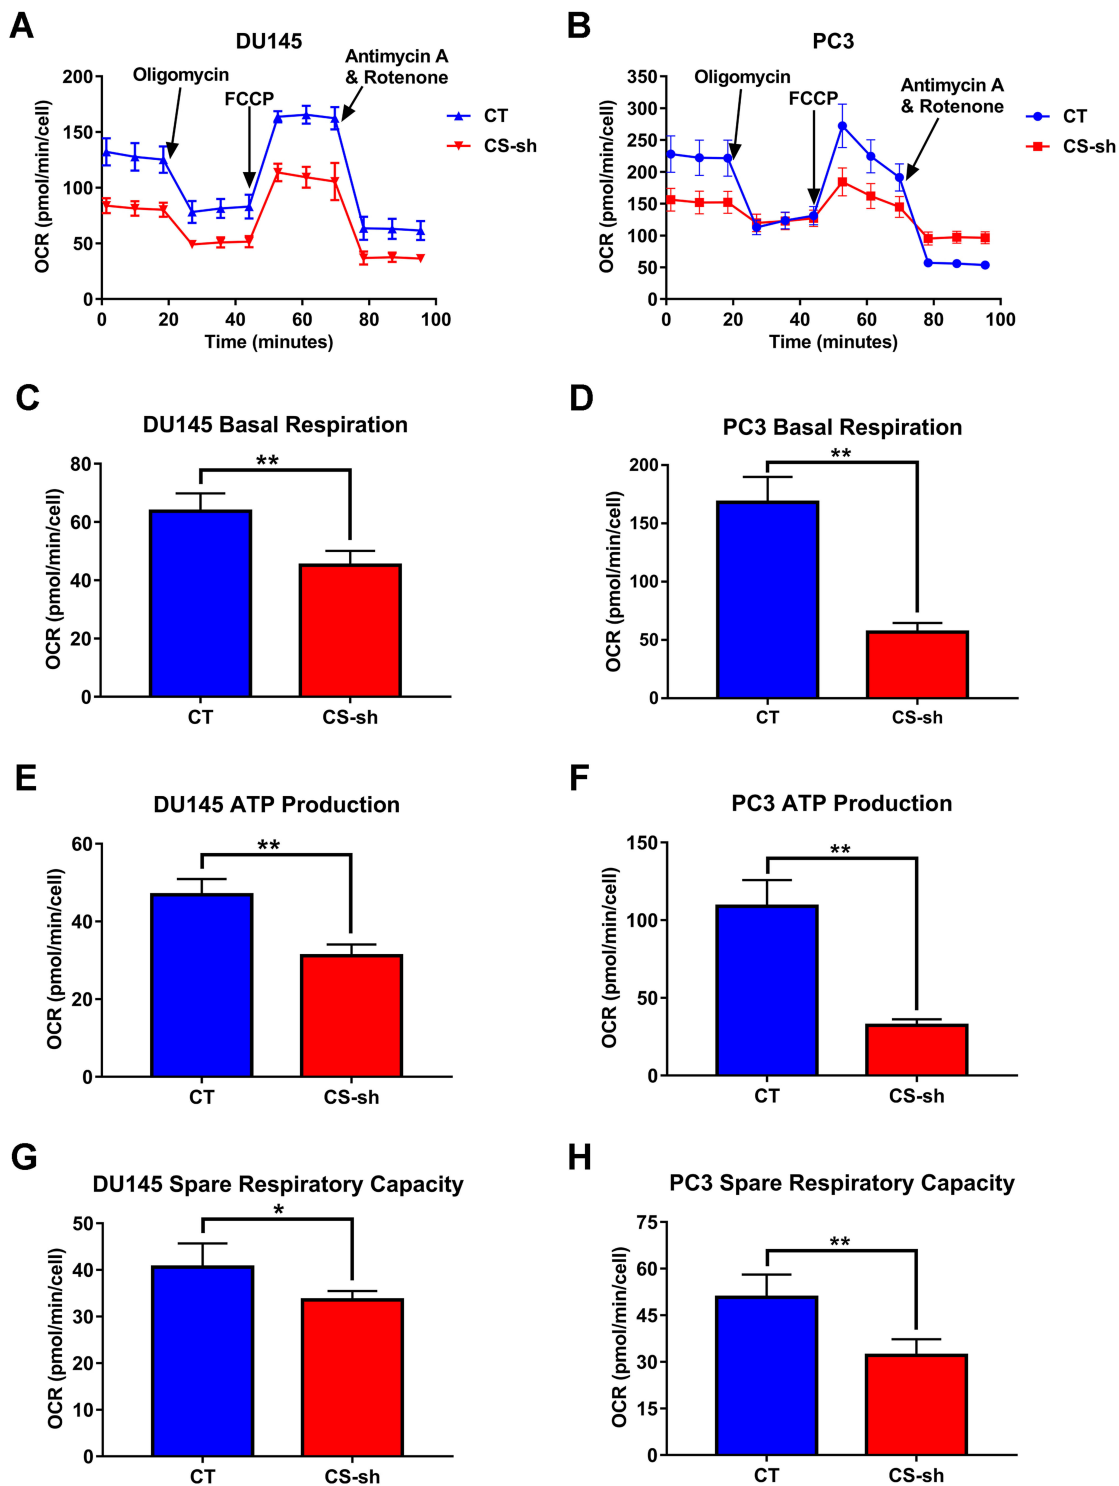 A
DU145
OCR (pmol/min/cell)
200
150
100
50
0
0 20 40 60 80 100
Time (minutes)
Oligomycin
FCCP
Antimycin A
& Rotenone
CT
CS-sh
B
PC3
OCR (pmol/min/cell)
350
300
250
200
150
100
50
0
0 20 40 60 80 100
Time (minutes)
Oligomycin
FCCP
Antimycin A
& Rotenone
CT
CS-sh
C
DU145 Basal Respiration
OCR (pmol/min/cell)
80
60
40
20
0
**
CT CS-sh
D
PC3 Basal Respiration
OCR (pmol/min/cell)
200
150
100
50
0
**
CT CS-sh
E
DU145 ATP Production
OCR (pmol/min/cell)
60
40
20
0
**
CT CS-sh
F
PC3 ATP Production
OCR (pmol/min/cell)
150
100
50
0
**
CT CS-sh
G
DU145 Spare Respiratory Capacity
OCR (pmol/min/cell)
50
40
30
20
10
0
*
CT CS-sh
H
PC3 Spare Respiratory Capacity
OCR (pmol/min/cell)
75
60
45
30
15
0
**
CT CS-sh